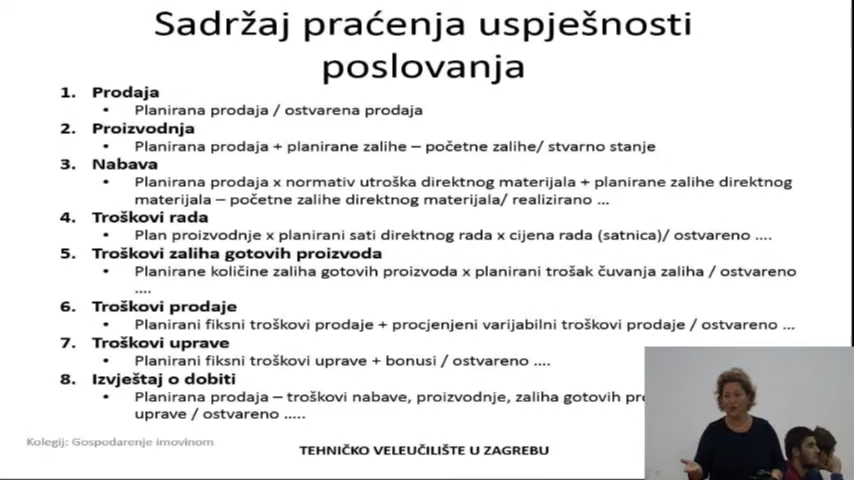 Sadržaj praćenja uspješnosti
poslovanja
1. Prodaja
• Planirana prodaja / ostvarena prodaja
2. Proizvodnja
• Planirana prodaja + planirane zalihe – početne zalihe/ stvarno stanje
3. Nabava
• Planirana prodaja x normativ utroška direktnog materijala + planirane zalihe direktnog
materijala – početne zalihe direktnog materijala/ realizirano ...
4. Troškovi rada
• Plan proizvodnje x planirani sati direktnog rada x cijena rada (satnica)/ ostvareno ....
5. Troškovi zaliha gotovih proizvoda
• Planirane količine zaliha gotovih proizvoda x planirani trošak čuvanja zaliha / ostvareno
....
6. Troškovi prodaje
• Planirani fiksni troškovi prodaje + procjenjeni varijabilni troškovi prodaje / ostvareno ...
7. Troškovi uprave
• Planirani fiksni troškovi uprave + bonusi / ostvareno ....
8. Izvještaj o dobiti
• Planirana prodaja – troškovi nabave, proizvodnje, zaliha gotovih
uprave / ostvareno .....
Kolegij: Gospodarenje imovinom
TEHNIČKO VELEUČILIŠTE U ZAGREBU